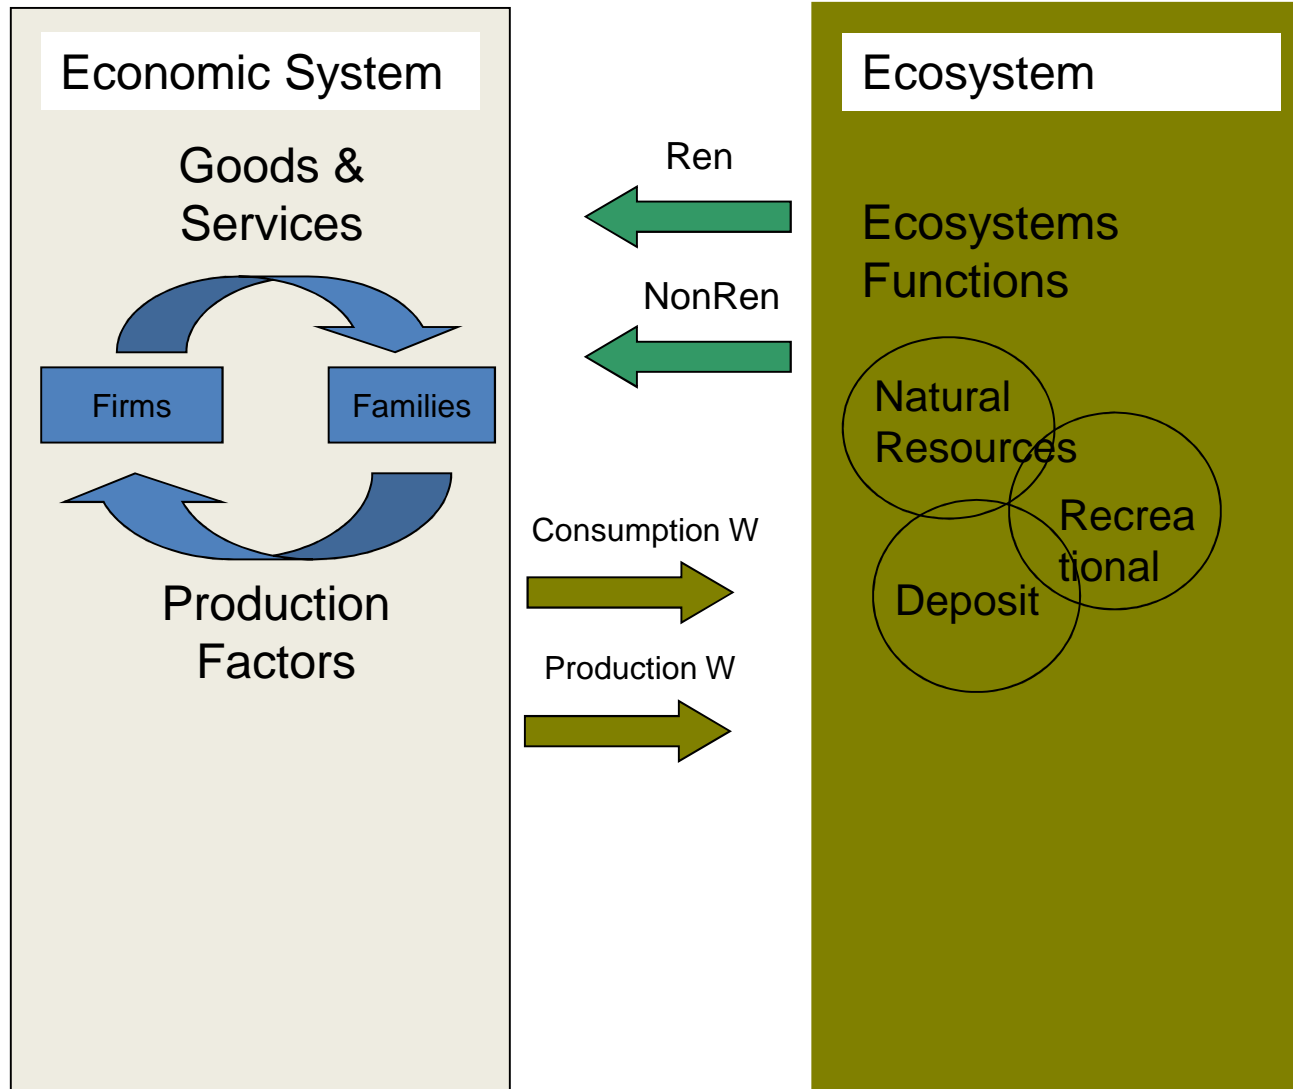 Economic System
Goods &
Services
Firms
Families
Production
Factors
Ren
NonRen
Consumption W
Production W
Ecosystem
Ecosystems
Functions
Natural
Resources
Recrea
tional
Deposit